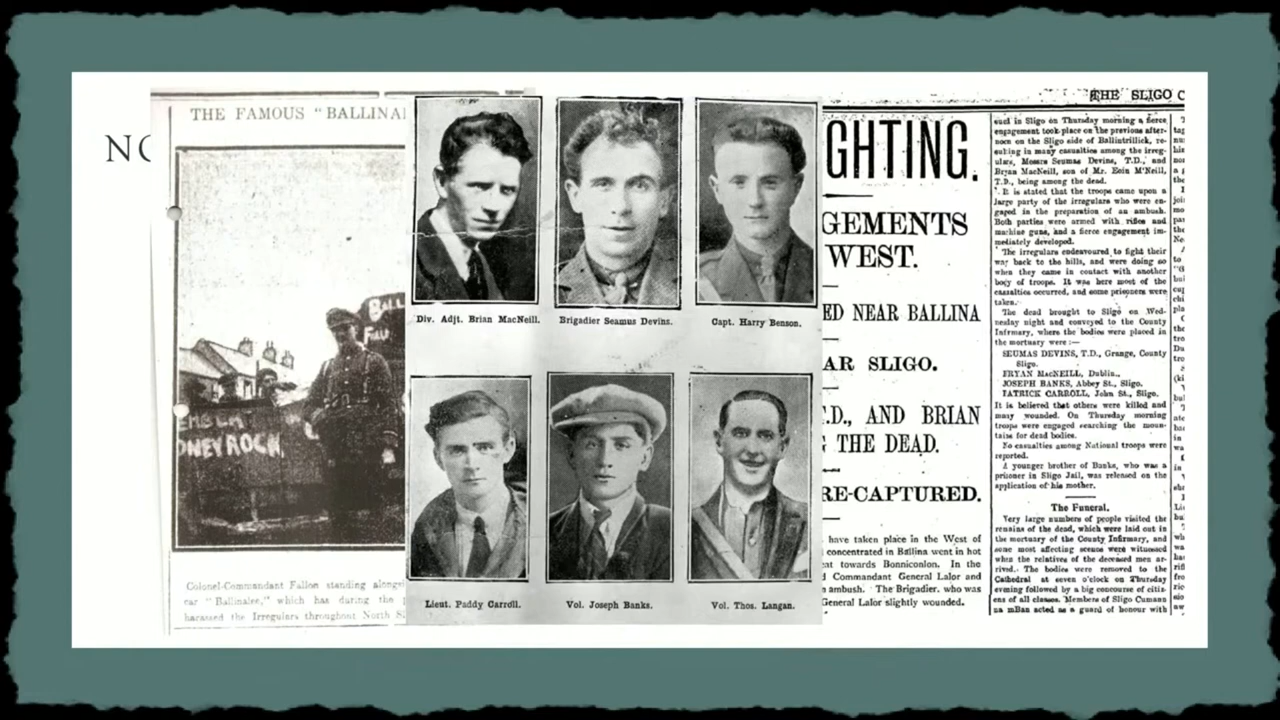 NO
THE FAMOUS "BALLINA
BALL
FALL
ONEYROCK
Colonel-Commandant Fallon standing alongs
car "Ballinalee," which has during the
harassed the Irregulars throughout North S
Div. Adjt. Brian MacNeill.
Brigadier Seamus Devins.
Capt. Harry Benson.
Lieut. Paddy Carroll.
Vol. Joseph Banks.
Vol. Thos. Langan.
GHTING.
GEMENTS
WEST.
ED NEAR BALLINA
AR SLIGO.
.D., AND BRIAN
THE DEAD.
RE-CAPTURED.
have taken place in the West of
concentrated in Ballina went in hot
at towards Bonniconlon. In the
Commandant General Lalor and
ambush. The Brigadier, who was
General Lalor slightly wounded.
THE SLIGO C
sued in Sligo on Thursday morning a fierce
engagement took place on the previous after-
noon on the Sligo side of Ballintrillick, re-
sulting in many casualties among the irreg-
ulars, Messrs Seumas Devins, T.D., and
Bryan MacNeill, son of Mr. Eoin M'Neill,
T.D., being among the dead.
It is stated that the troops came upon a
large party of the irregulars who were en-
gaged in the preparation of an ambush.
Both parties were armed with rifles and
machine guns, and a fierce engagement im-
mediately developed.
The irregulars endeavoured to fight their
way back to the hills, and were doing so
when they came in contact with another
body of troops. It was here most of the
casualties occurred, and some prisoners were
taken.
The dead brought to Sligo on Wed-
nesday night and conveyed to the County
Infirmary, where the bodies were placed in
the mortuary were :—
SEUMAS DEVINS, T.D., Grange, County
Sligo.
BRYAN MacNEILL, Dublin.
JOSEPH BANKS, Abbey St., Sligo.
PATRICK CARROLL, John St., Sligo.
It is believed that others were killed and
many wounded. On Thursday morning
troops were engaged searching the moun-
tains for dead bodies.
No casualties among National troops were
reported.
A younger brother of Banks, who was a
prisoner in Sligo Jail, was released on the
application of his mother.
The Funeral.
Very large numbers of people visited the
remains of the dead, which were laid out in
the mortuary of the County Infirmary, and
some most affecting scenes were witnessed
when the relatives of the deceased men ar-
rived. The bodies were removed to the
Cathedral at seven o'clock on Thursday
evening followed by a big concourse of citiz-
ens of all classes. Members of Sligo Cumann
na mBan acted as a guard of honour with